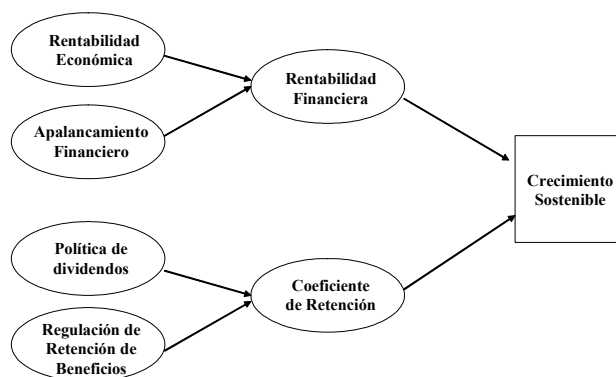 Rentabilidad
Económica
Apalancamiento
Financiero
Rentabilidad
Financiera
Crecimiento
Sostenible
Política de
dividendos
Regulación de
Retención de
Beneficios
Coeficiente
de Retención